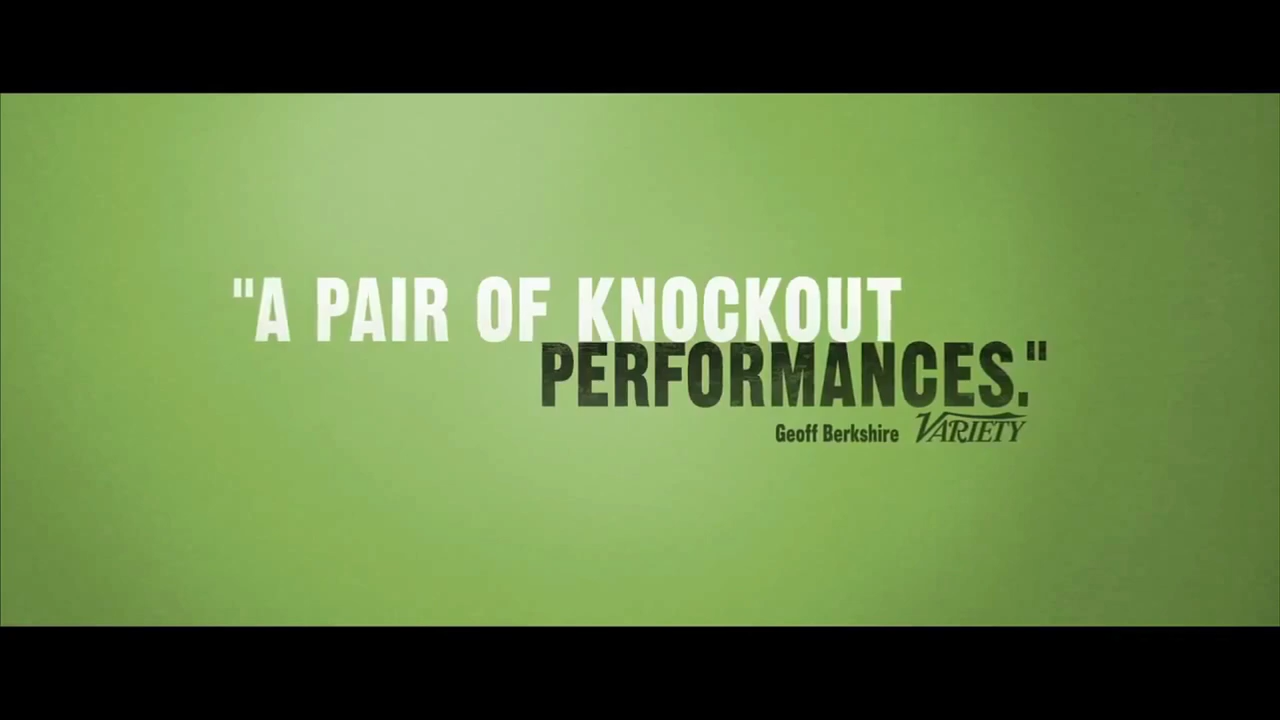 "A PAIR OF KNOCKOUT
PERFORMANCES."
Geoff Berkshire VARIETY